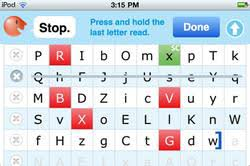 iPod 3:15 PM
Stop. Press and hold the last letter read. Done
P R i b O m x p T k
Q h f H j U s e Y q
M B D z i c V u r y
L b S X o E l I K N
f H z g C t W G d w